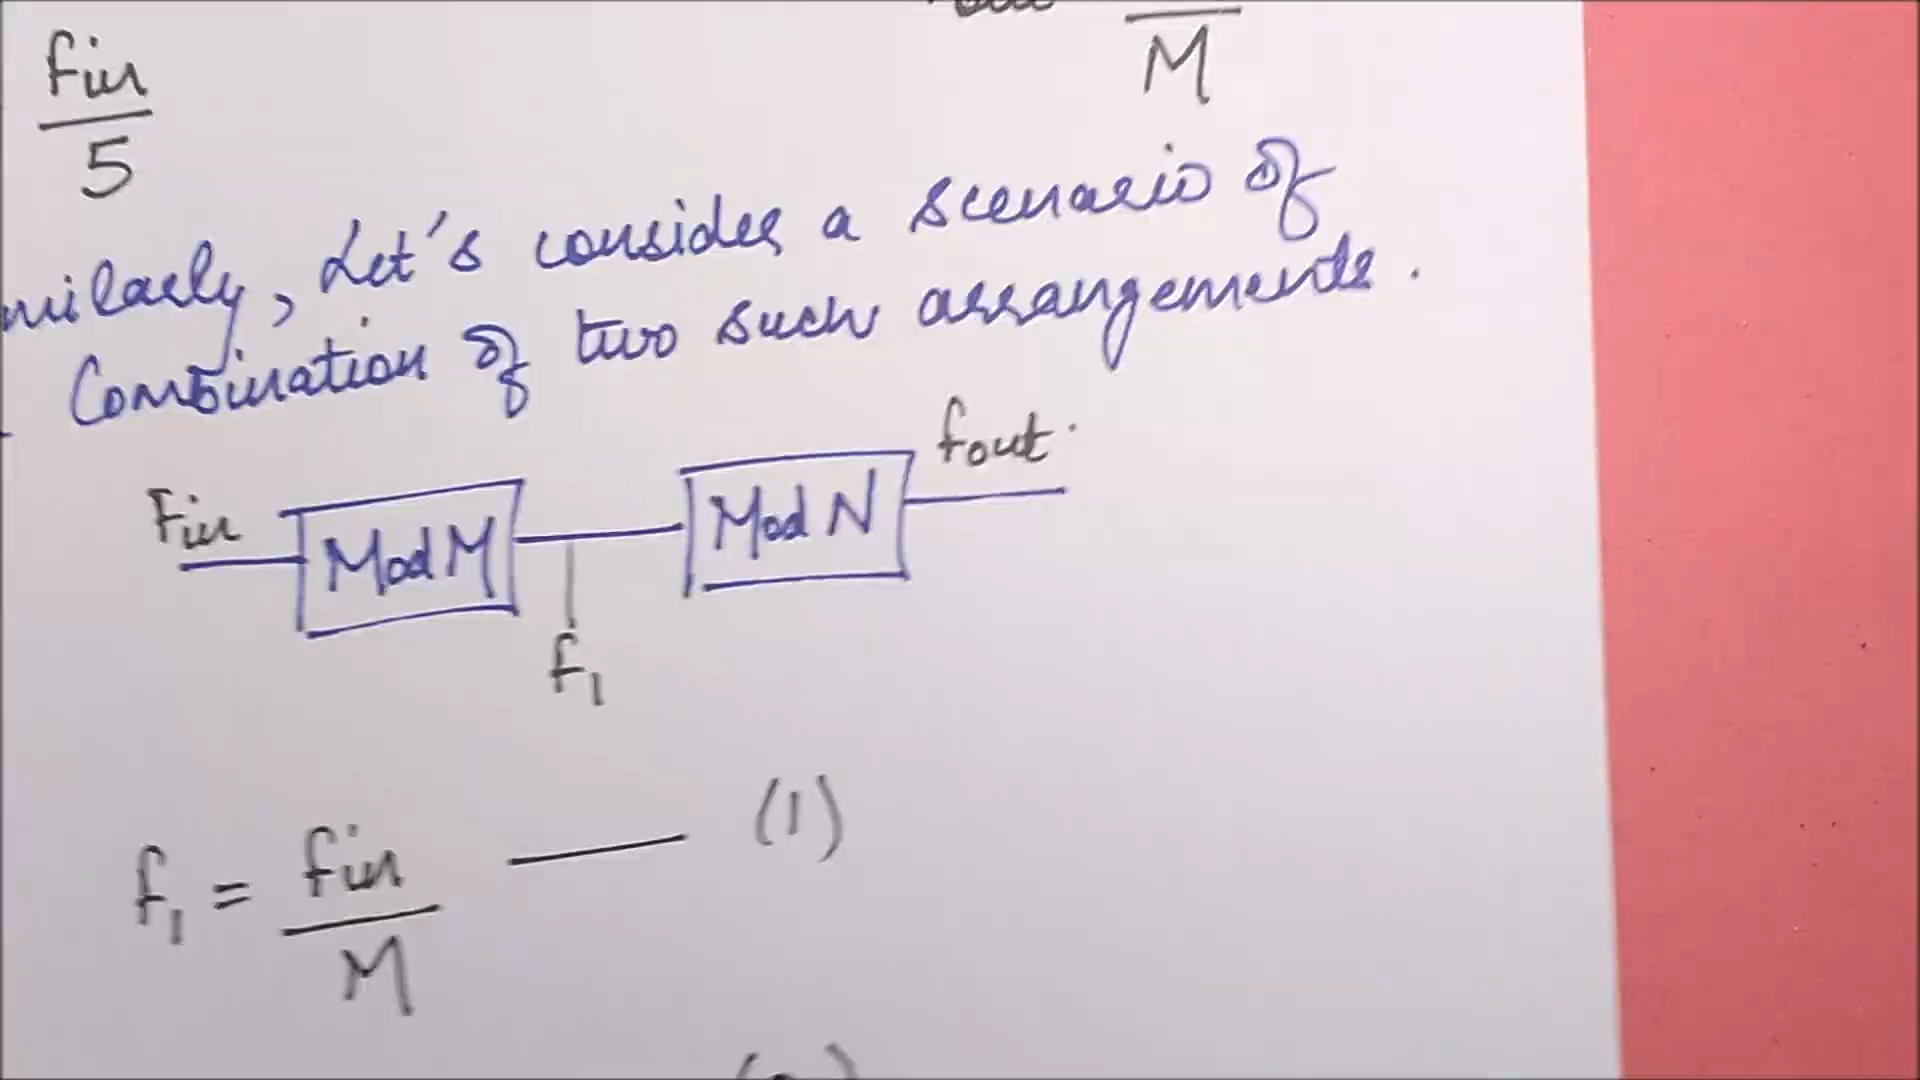 fin
5
M
Let's consider a scenario of
Combination of two such arrangements.
Fin
Mod M
Mod N
fout.
f1
f1 = fin / M —— (1)